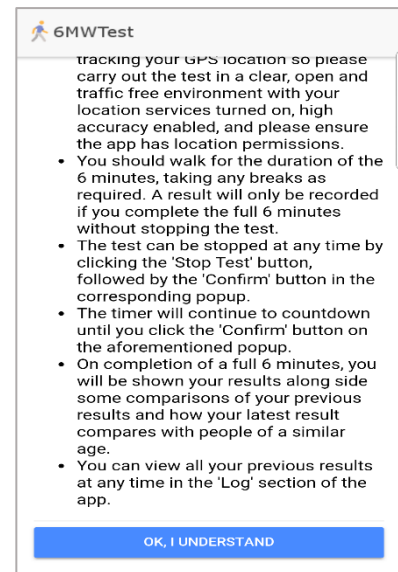 6MWTest
tracking your GPS location so please
carry out the test in a clear, open and
traffic free environment with your
location services turned on, high
accuracy enabled, and please ensure
the app has location permissions.
• You should walk for the duration of the
6 minutes, taking any breaks as
required. A result will only be recorded
if you complete the full 6 minutes
without stopping the test.
• The test can be stopped at any time by
clicking the 'Stop Test' button,
followed by the 'Confirm' button in the
corresponding popup.
• The timer will continue to countdown
until you click the 'Confirm' button on
the aforementioned popup.
• On completion of a full 6 minutes, you
will be shown your results along side
some comparisons of your previous
results and how your latest result
compares with people of a similar
age.
• You can view all your previous results
at any time in the 'Log' section of the
app.
OK, I UNDERSTAND